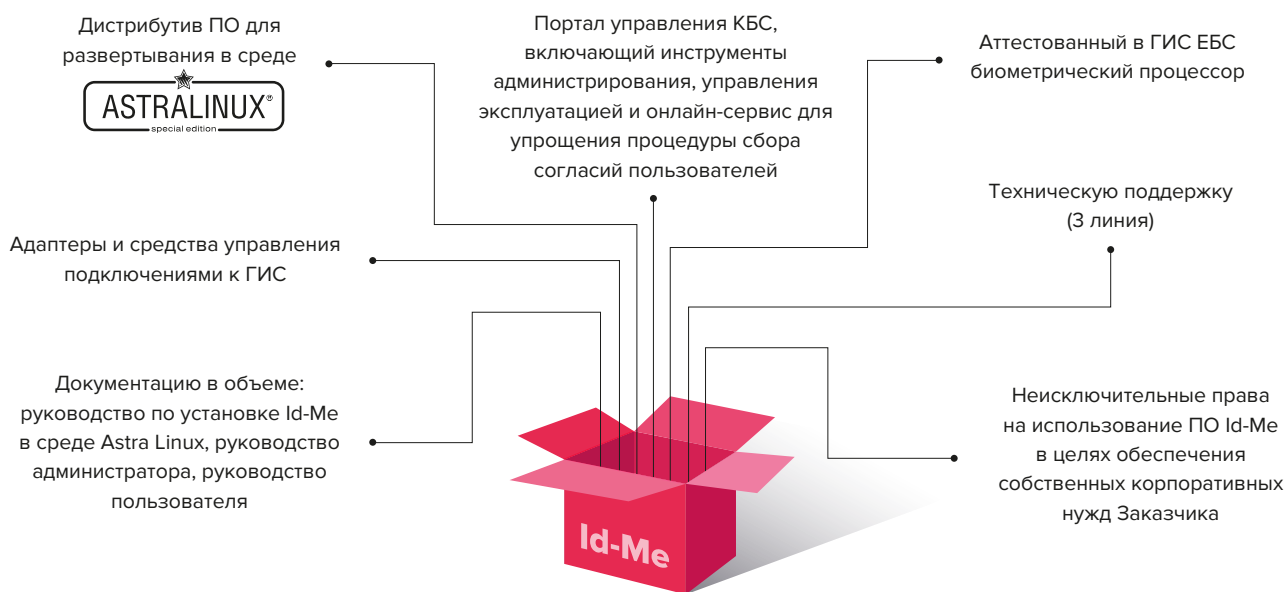 Дистрибутив ПО для
развертывания в среде
ASTRALINUX®
special edition
Портал управления КБС,
включающий инструменты
администрирования, управления
эксплуатацией и онлайн-сервис для
упрощения процедуры сбора
согласий пользователей
Аттестованный в ГИС ЕБС
биометрический процессор
Техническую поддержку
(3 линия)
Адаптеры и средства управления
подключениями к ГИС
Документацию в объеме:
руководство по установке Id-Me
в среде Astra Linux, руководство
администратора, руководство
пользователя
Неисключительные права
на использование ПО Id-Me
в целях обеспечения
собственных корпоративных
нужд Заказчика
Id-Me